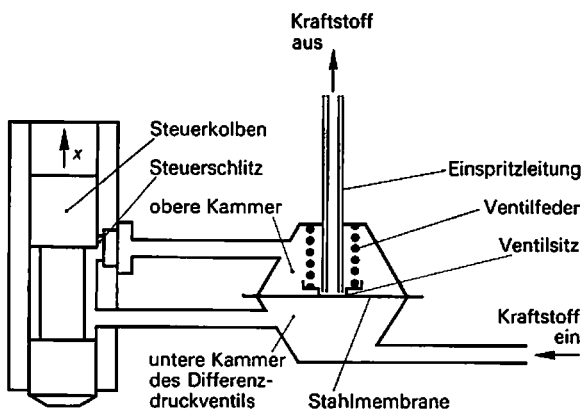 Kraftstoff
aus
x
Steuerkolben
Steuerschlitz
obere Kammer
Einspritzleitung
Ventilfeder
Ventilsitz
Kraftstoff
ein
untere Kammer
des Differenz-
druckventils
Stahlmembrane